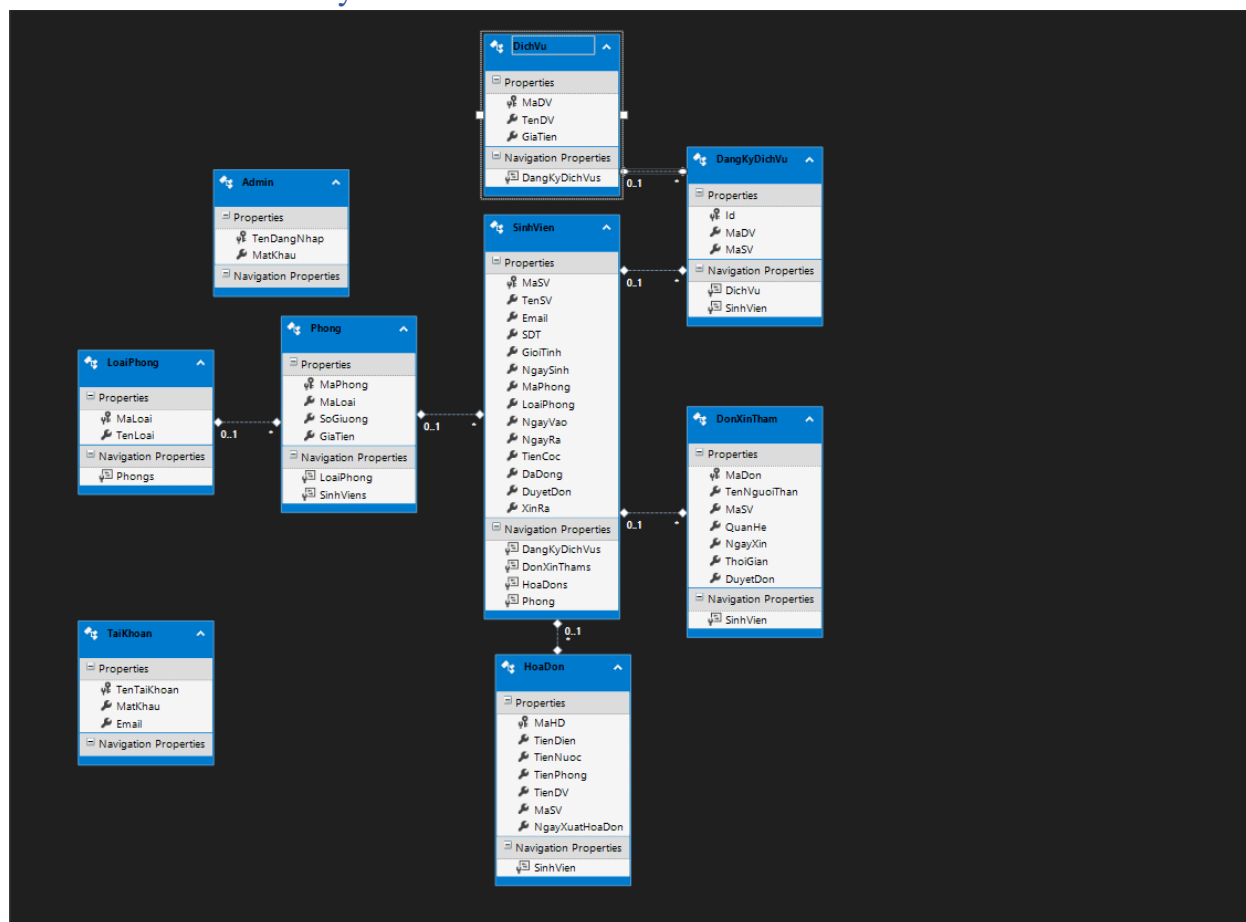 y
DichVu
Properties
MaDV
TenDV
GiaTien
Navigation Properties
DangKyDichVus
0..1
*
DangKyDichVu
Properties
Id
MaDV
MaSV
Navigation Properties
DichVu
SinhVien
Admin
Properties
TenDangNhap
MatKhau
Navigation Properties
SinhVien
Properties
MaSV
TenSV
Email
SDT
GioiTinh
NgaySinh
MaPhong
LoaiPhong
NgayVao
NgayRa
TienCoc
DaDong
DuyetDon
XinRa
Navigation Properties
DangKyDichVus
DonXinThams
HoaDons
Phong
0..1
*
Phong
Properties
MaPhong
MaLoai
SoGiuong
GiaTien
Navigation Properties
LoaiPhong
SinhViens
0..1
*
LoaiPhong
Properties
MaLoai
TenLoai
Navigation Properties
Phongs
0..1
*
DonXinTham
Properties
MaDon
TenNguoiThan
MaSV
QuanHe
NgayXin
ThoiGian
DuyetDon
Navigation Properties
SinhVien
0..1
*
TaiKhoan
Properties
TenTaiKhoan
MatKhau
Email
Navigation Properties
0..1
*
HoaDon
Properties
MaHD
TienDien
TienNuoc
TienPhong
TienDV
MaSV
NgayXuatHoaDon
Navigation Properties
SinhVien